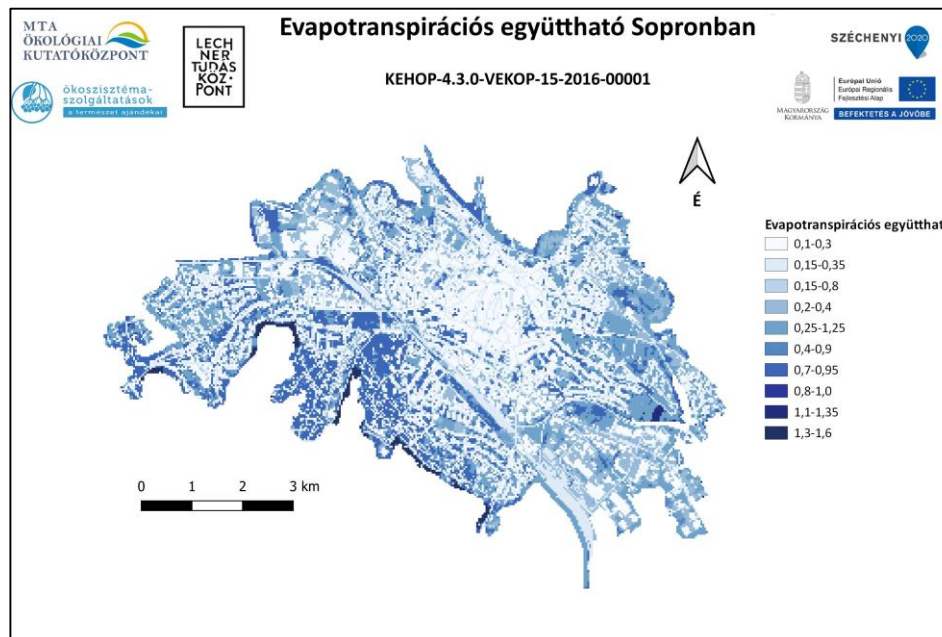 MTA
ÖKOLÓGIAI
KUTATÓKÖZPONT
ökoszisztéma-
szolgáltatások
a természet ajándékai
LECH
NER
TUDÁS
KÖZ•
PONT
Evapotranspirációs együttható Sopronban
KEHOP-4.3.0-VEKOP-15-2016-00001
SZÉCHENYI 2020
MAGYARORSZÁG
KORMÁNYA
Európai Unió
Európai Regionális
Fejlesztési Alap
BEFEKTETÉS A JÖVŐBE
É
Evapotranspirációs együtthat
0,1-0,3
0,15-0,35
0,15-0,8
0,2-0,4
0,25-1,25
0,4-0,9
0,7-0,95
0,8-1,0
1,1-1,35
1,3-1,6
0 1 2 3 km